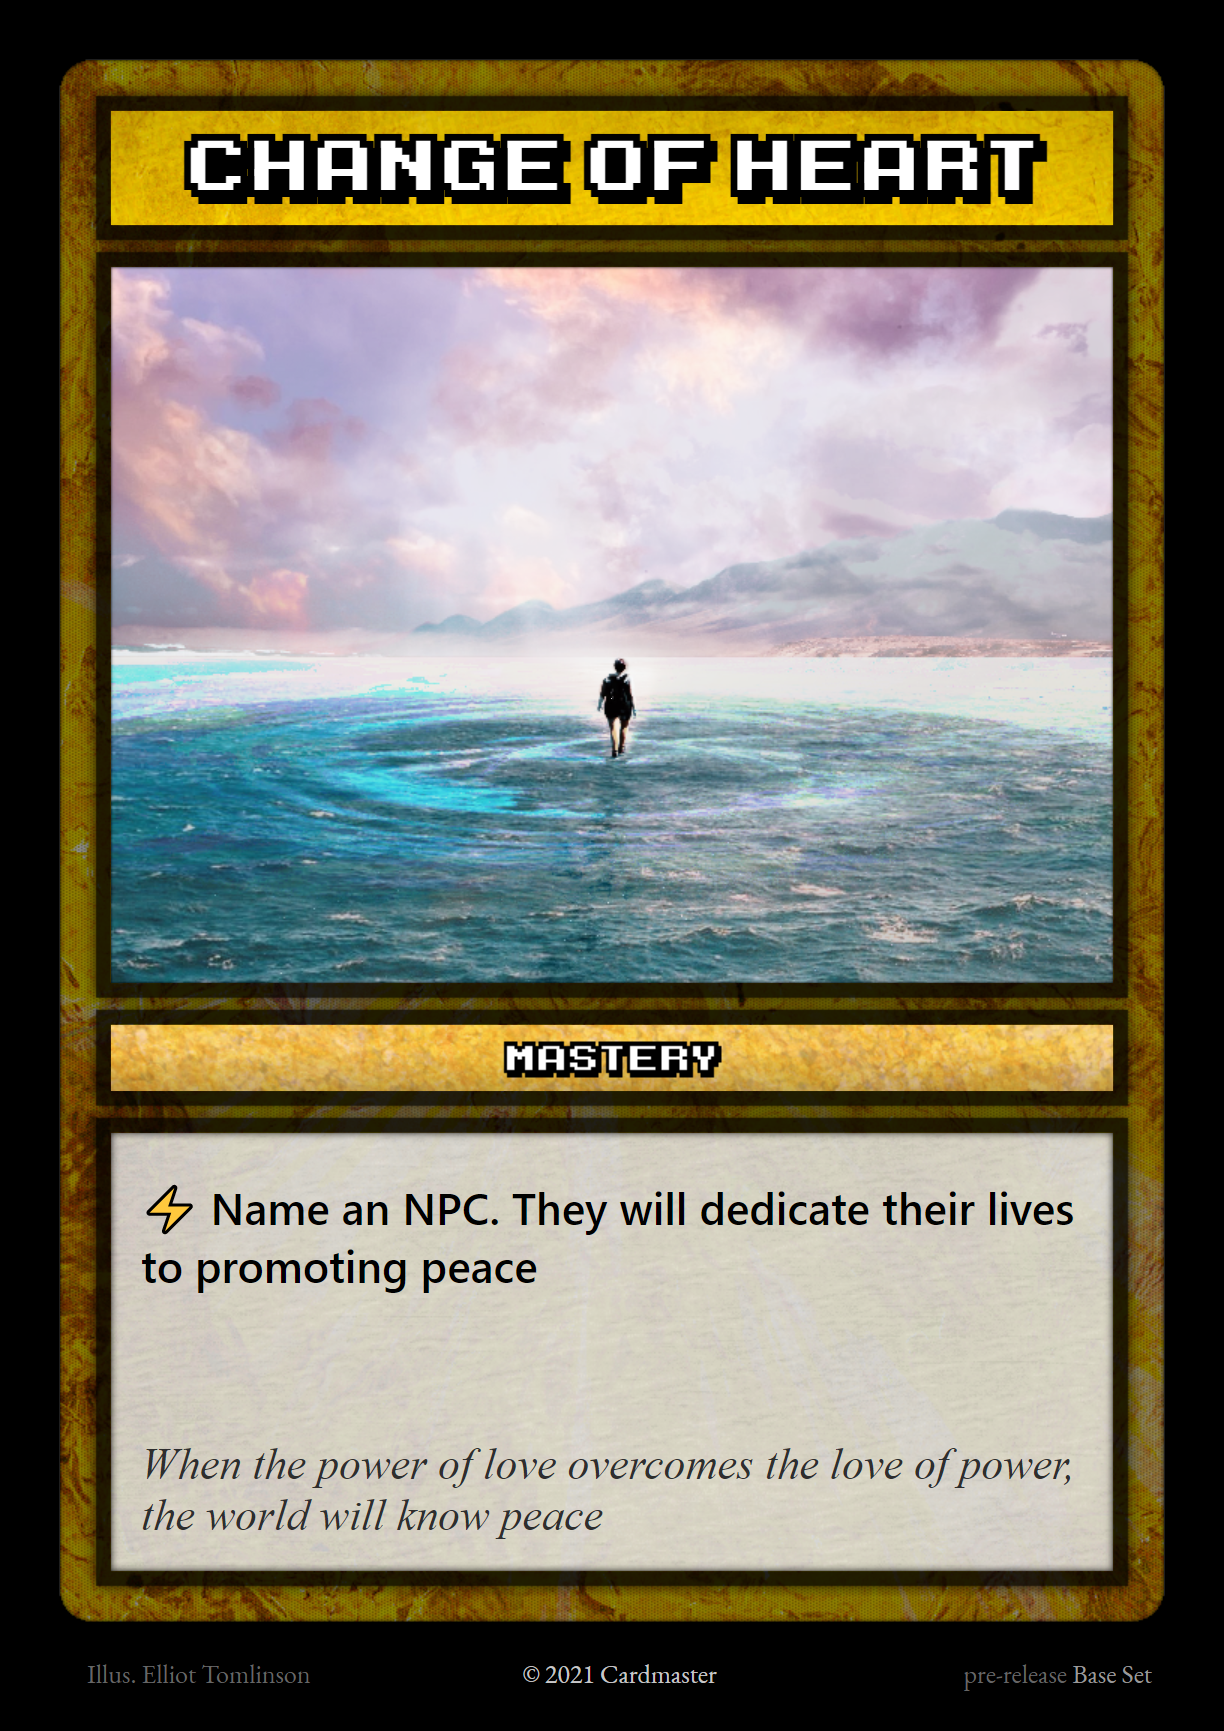 CHANGE OF HEART
MASTERY
⚡ Name an NPC. They will dedicate their lives
to promoting peace
When the power of love overcomes the love of power,
the world will know peace
Illus. Elliot Tomlinson © 2021 Cardmaster pre-release Base Set